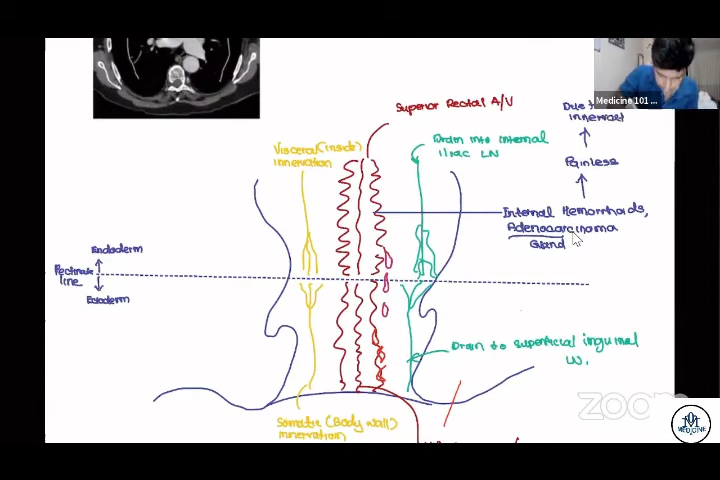 Superior Rectal A/V
Medicine 101 ...
Due to
innervat
Visceral (inside)
innervation
Drain into internal
iliac LN
Painless
Internal Hemorrhoids,
Adenocarcinoma
Gland
Endoderm
Pectinate
line
Ectoderm
Drain to superficial inguinal
LN.
Somatic (Body wall)
innervation
zoom
MEDICINE